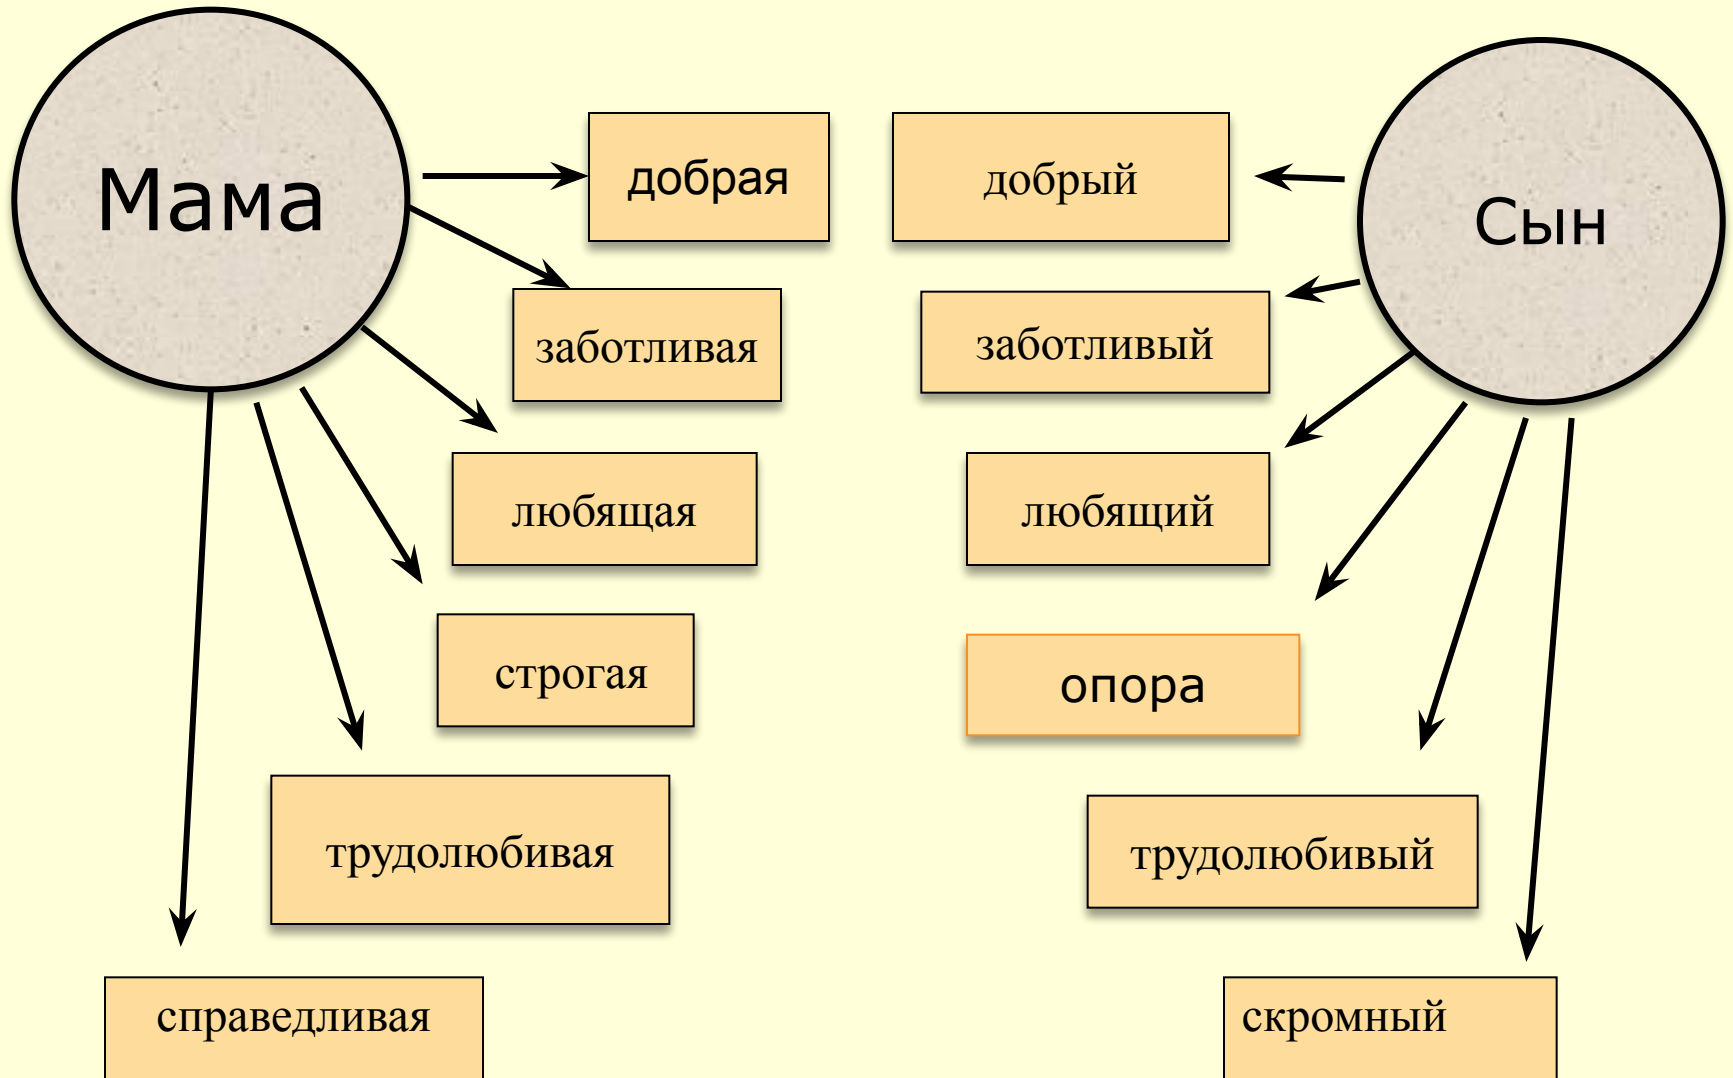 Мама
добрая
заботливая
любящая
строгая
трудолюбивая
справедливая
Сын
добрый
заботливый
любящий
опора
трудолюбивый
скромный